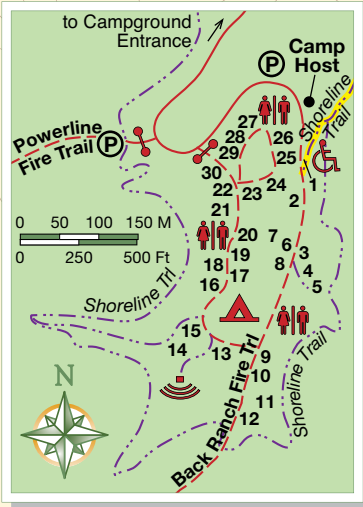 to Campground
Entrance
P
Camp
Host
Shoreline
Trail
Powerline
Fire Trail
P
27
28
29
30
26
25
24
23
22
21
1
2
0 50 100 150 M
0 250 500 Ft
20
19
18
17
16
7
6
8
3
4
5
Shoreline Trl
15
14
13
9
10
11
12
Back Ranch Fire Trl
Shoreline Trail
N